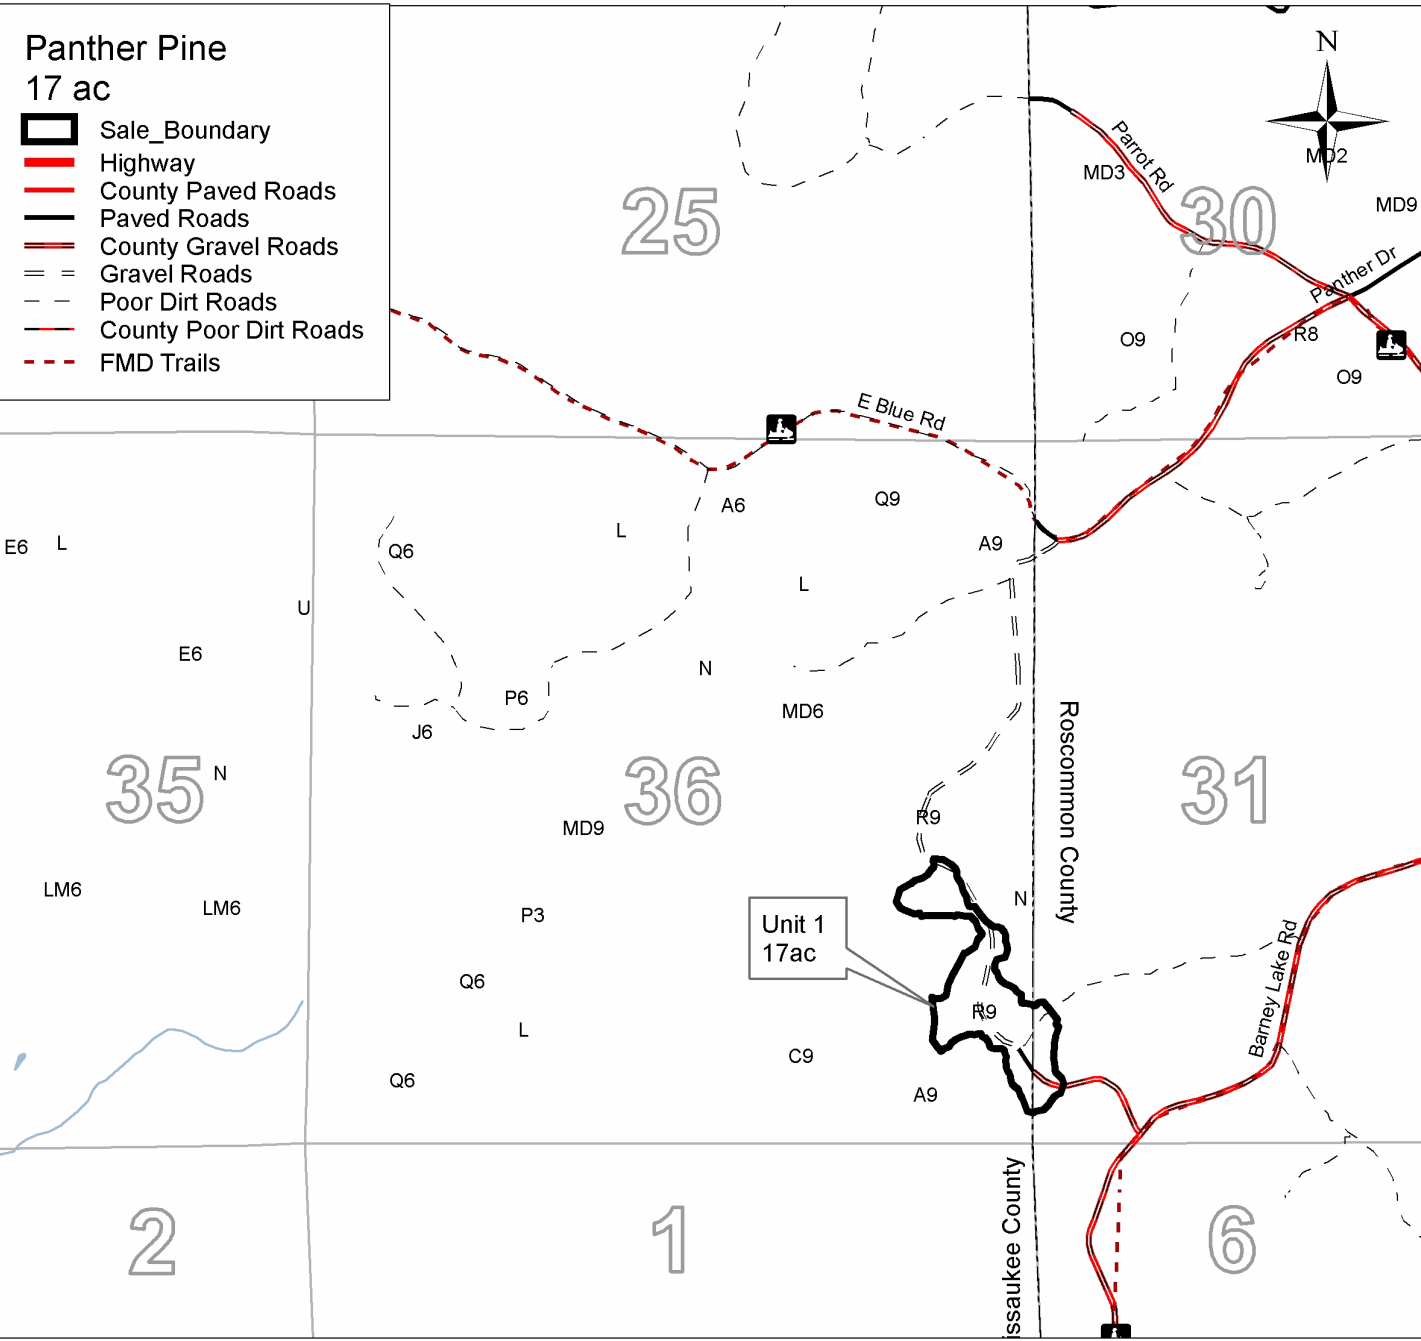 Panther Pine
17 ac
Sale_Boundary
Highway
County Paved Roads
Paved Roads
County Gravel Roads
Gravel Roads
Poor Dirt Roads
County Poor Dirt Roads
FMD Trails
N
MD2
Parrot Rd
MD3
MD9
25
30
Panther Dr
R8
O9
O9
E Blue Rd
A6
Q9
L
A9
E6
L
Q6
L
U
E6
N
P6
MD6
J6
Roscommon County
35
N
36
31
R9
MD9
LM6
LM6
P3
N
Unit 1
17ac
Barney Lake Rd
Q6
R9
L
C9
Q6
A9
issaukee County
2
1
6